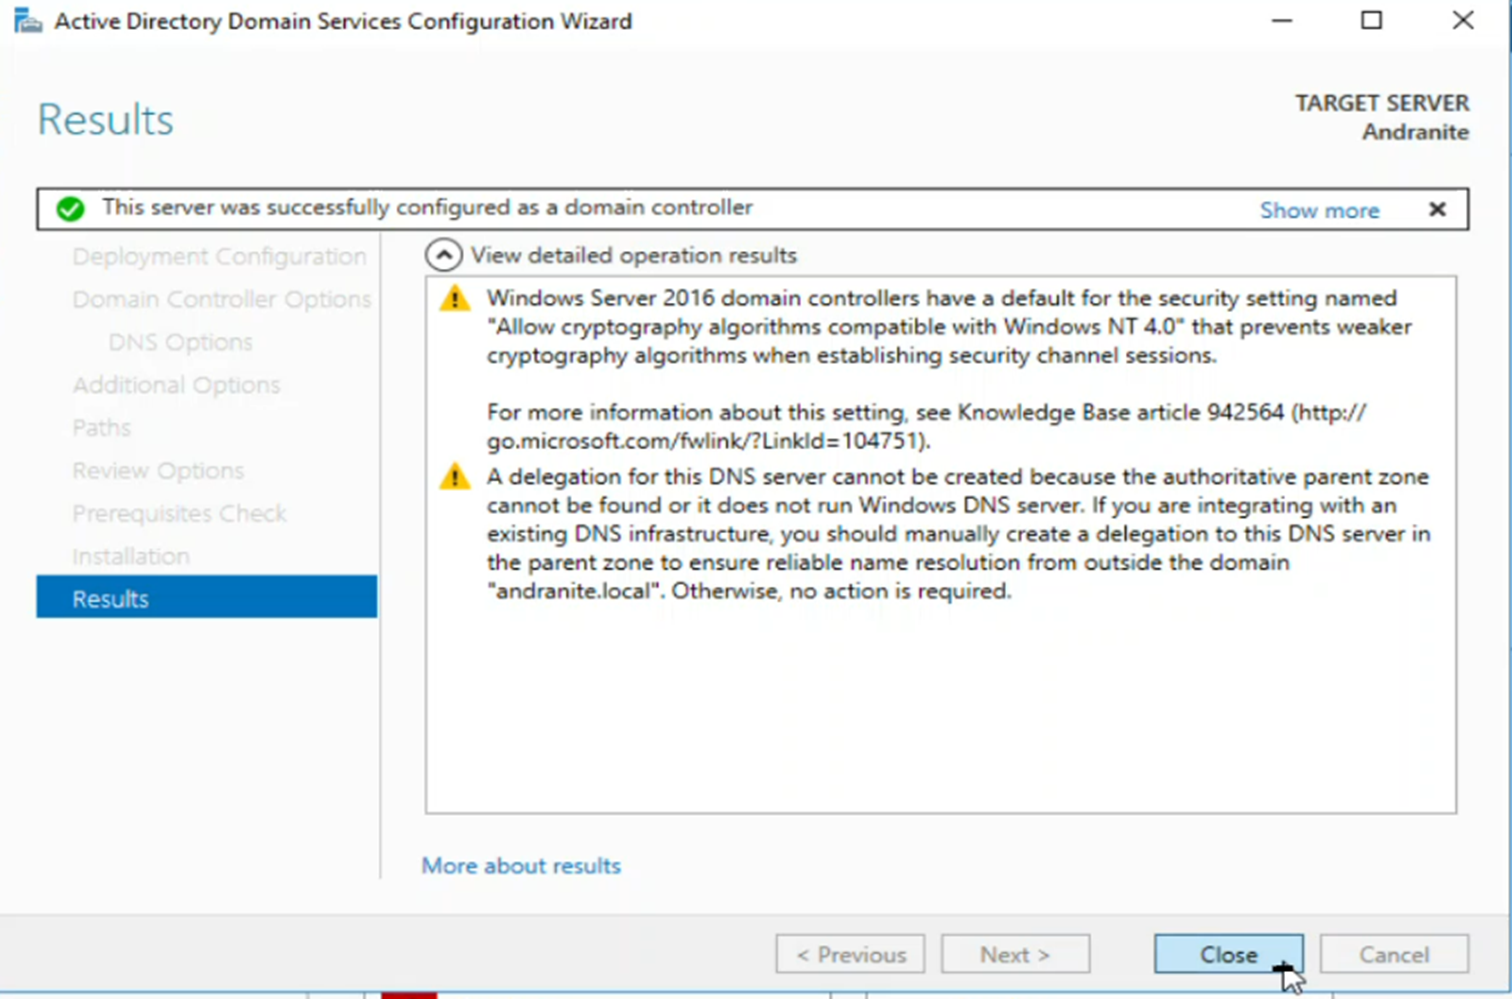 Active Directory Domain Services Configuration Wizard
Results
TARGET SERVER
Andranite
This server was successfully configured as a domain controller
Show more
Deployment Configuration
Domain Controller Options
DNS Options
Additional Options
Paths
Review Options
Prerequisites Check
Installation
Results
View detailed operation results
Windows Server 2016 domain controllers have a default for the security setting named
"Allow cryptography algorithms compatible with Windows NT 4.0" that prevents weaker
cryptography algorithms when establishing security channel sessions.
For more information about this setting, see Knowledge Base article 942564 (http://
go.microsoft.com/fwlink/?LinkId=104751).
A delegation for this DNS server cannot be created because the authoritative parent zone
cannot be found or it does not run Windows DNS server. If you are integrating with an
existing DNS infrastructure, you should manually create a delegation to this DNS server in
the parent zone to ensure reliable name resolution from outside the domain
"andranite.local". Otherwise, no action is required.
More about results
< Previous
Next >
Close
Cancel